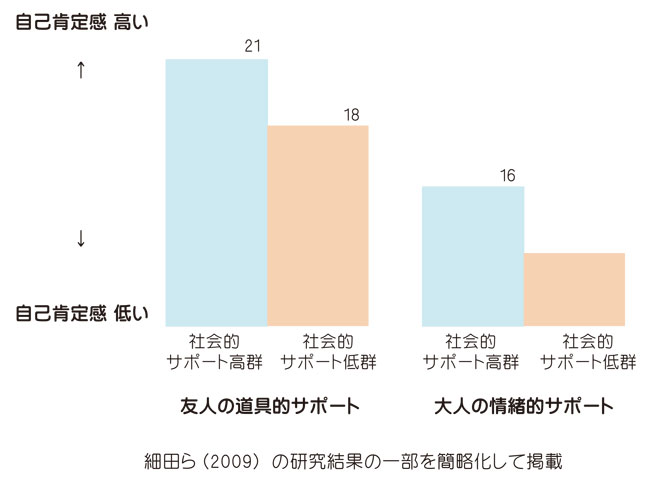 自己肯定感 高い
↑
↓
自己肯定感 低い
21
18
16
社会的
サポート高群
社会的
サポート低群
社会的
サポート高群
社会的
サポート低群
友人の道具的サポート
大人の情緒的サポート
細田ら(2009) の研究結果の一部を簡略化して掲載